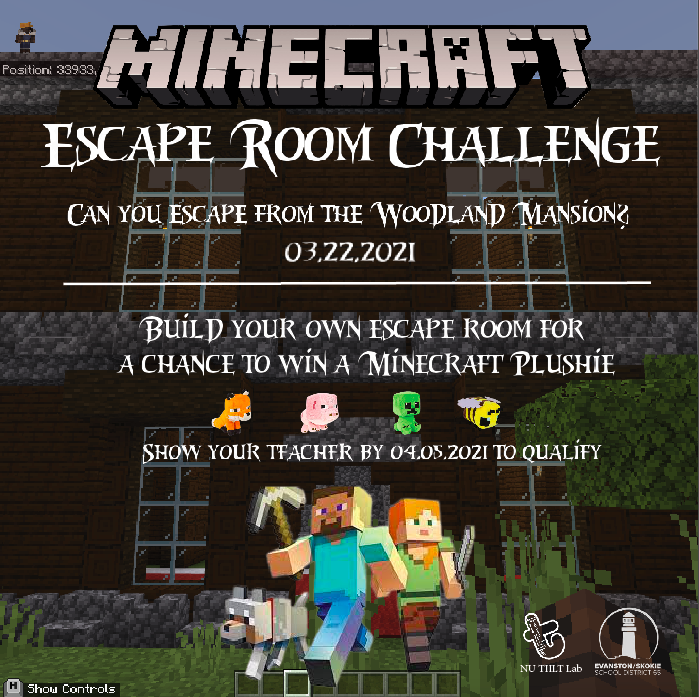 MINECRAFT
Position: 33933,
Escape Room Challenge
Can you escape from the Woodland Mansion?
03.22.2021
Build your own escape room for
a chance to win a Minecraft Plushie
Show your teacher by 04.05.2021 to qualify
NU TIILT Lab
EVANSTON/SKOKIE
SCHOOL DISTRICT 65
H Show Controls